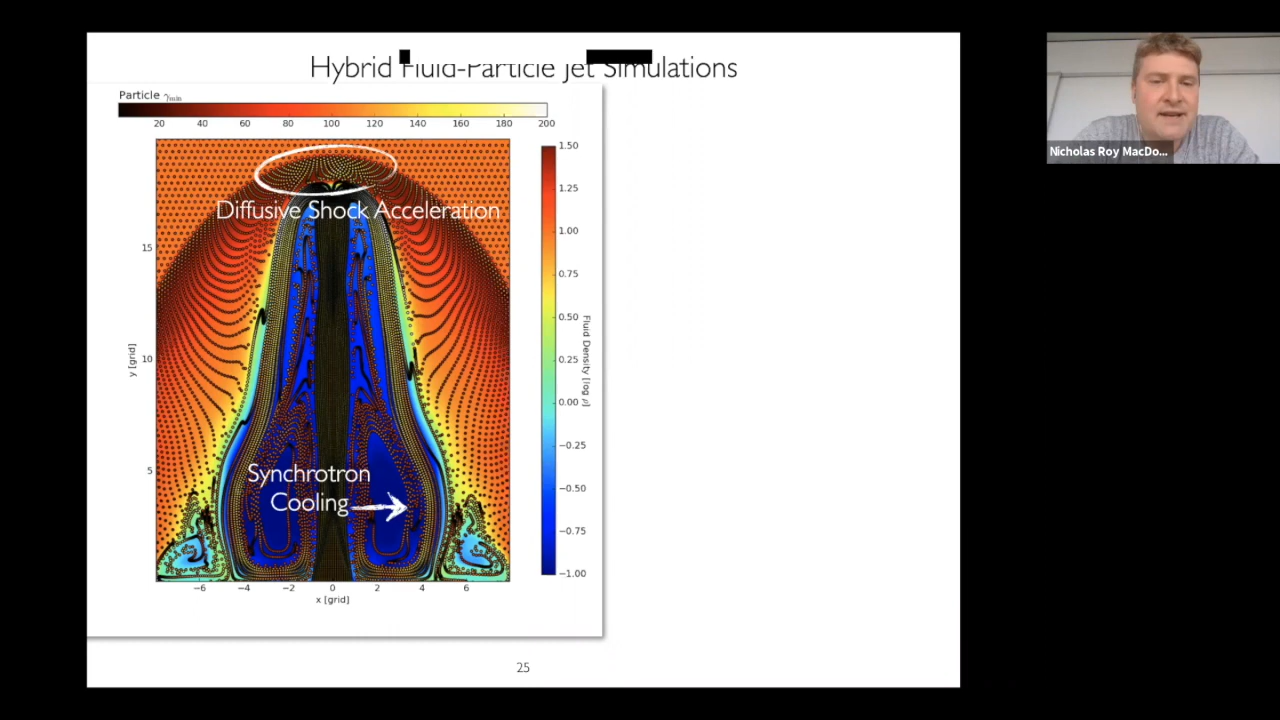 Hybrid Fluid-Particle Jet Simulations
Particle γmin
20 40 60 80 100 120 140 160 180 200
1.50
1.25
1.00
0.75
0.50
0.25
0.00
−0.25
−0.50
−0.75
−1.00
Fluid Density [log ρ]
Diffusive Shock Acceleration
Synchrotron
Cooling
15
10
5
y [grid]
−6 −4 −2 0 2 4 6
x [grid]
25
Nicholas Roy MacDo...